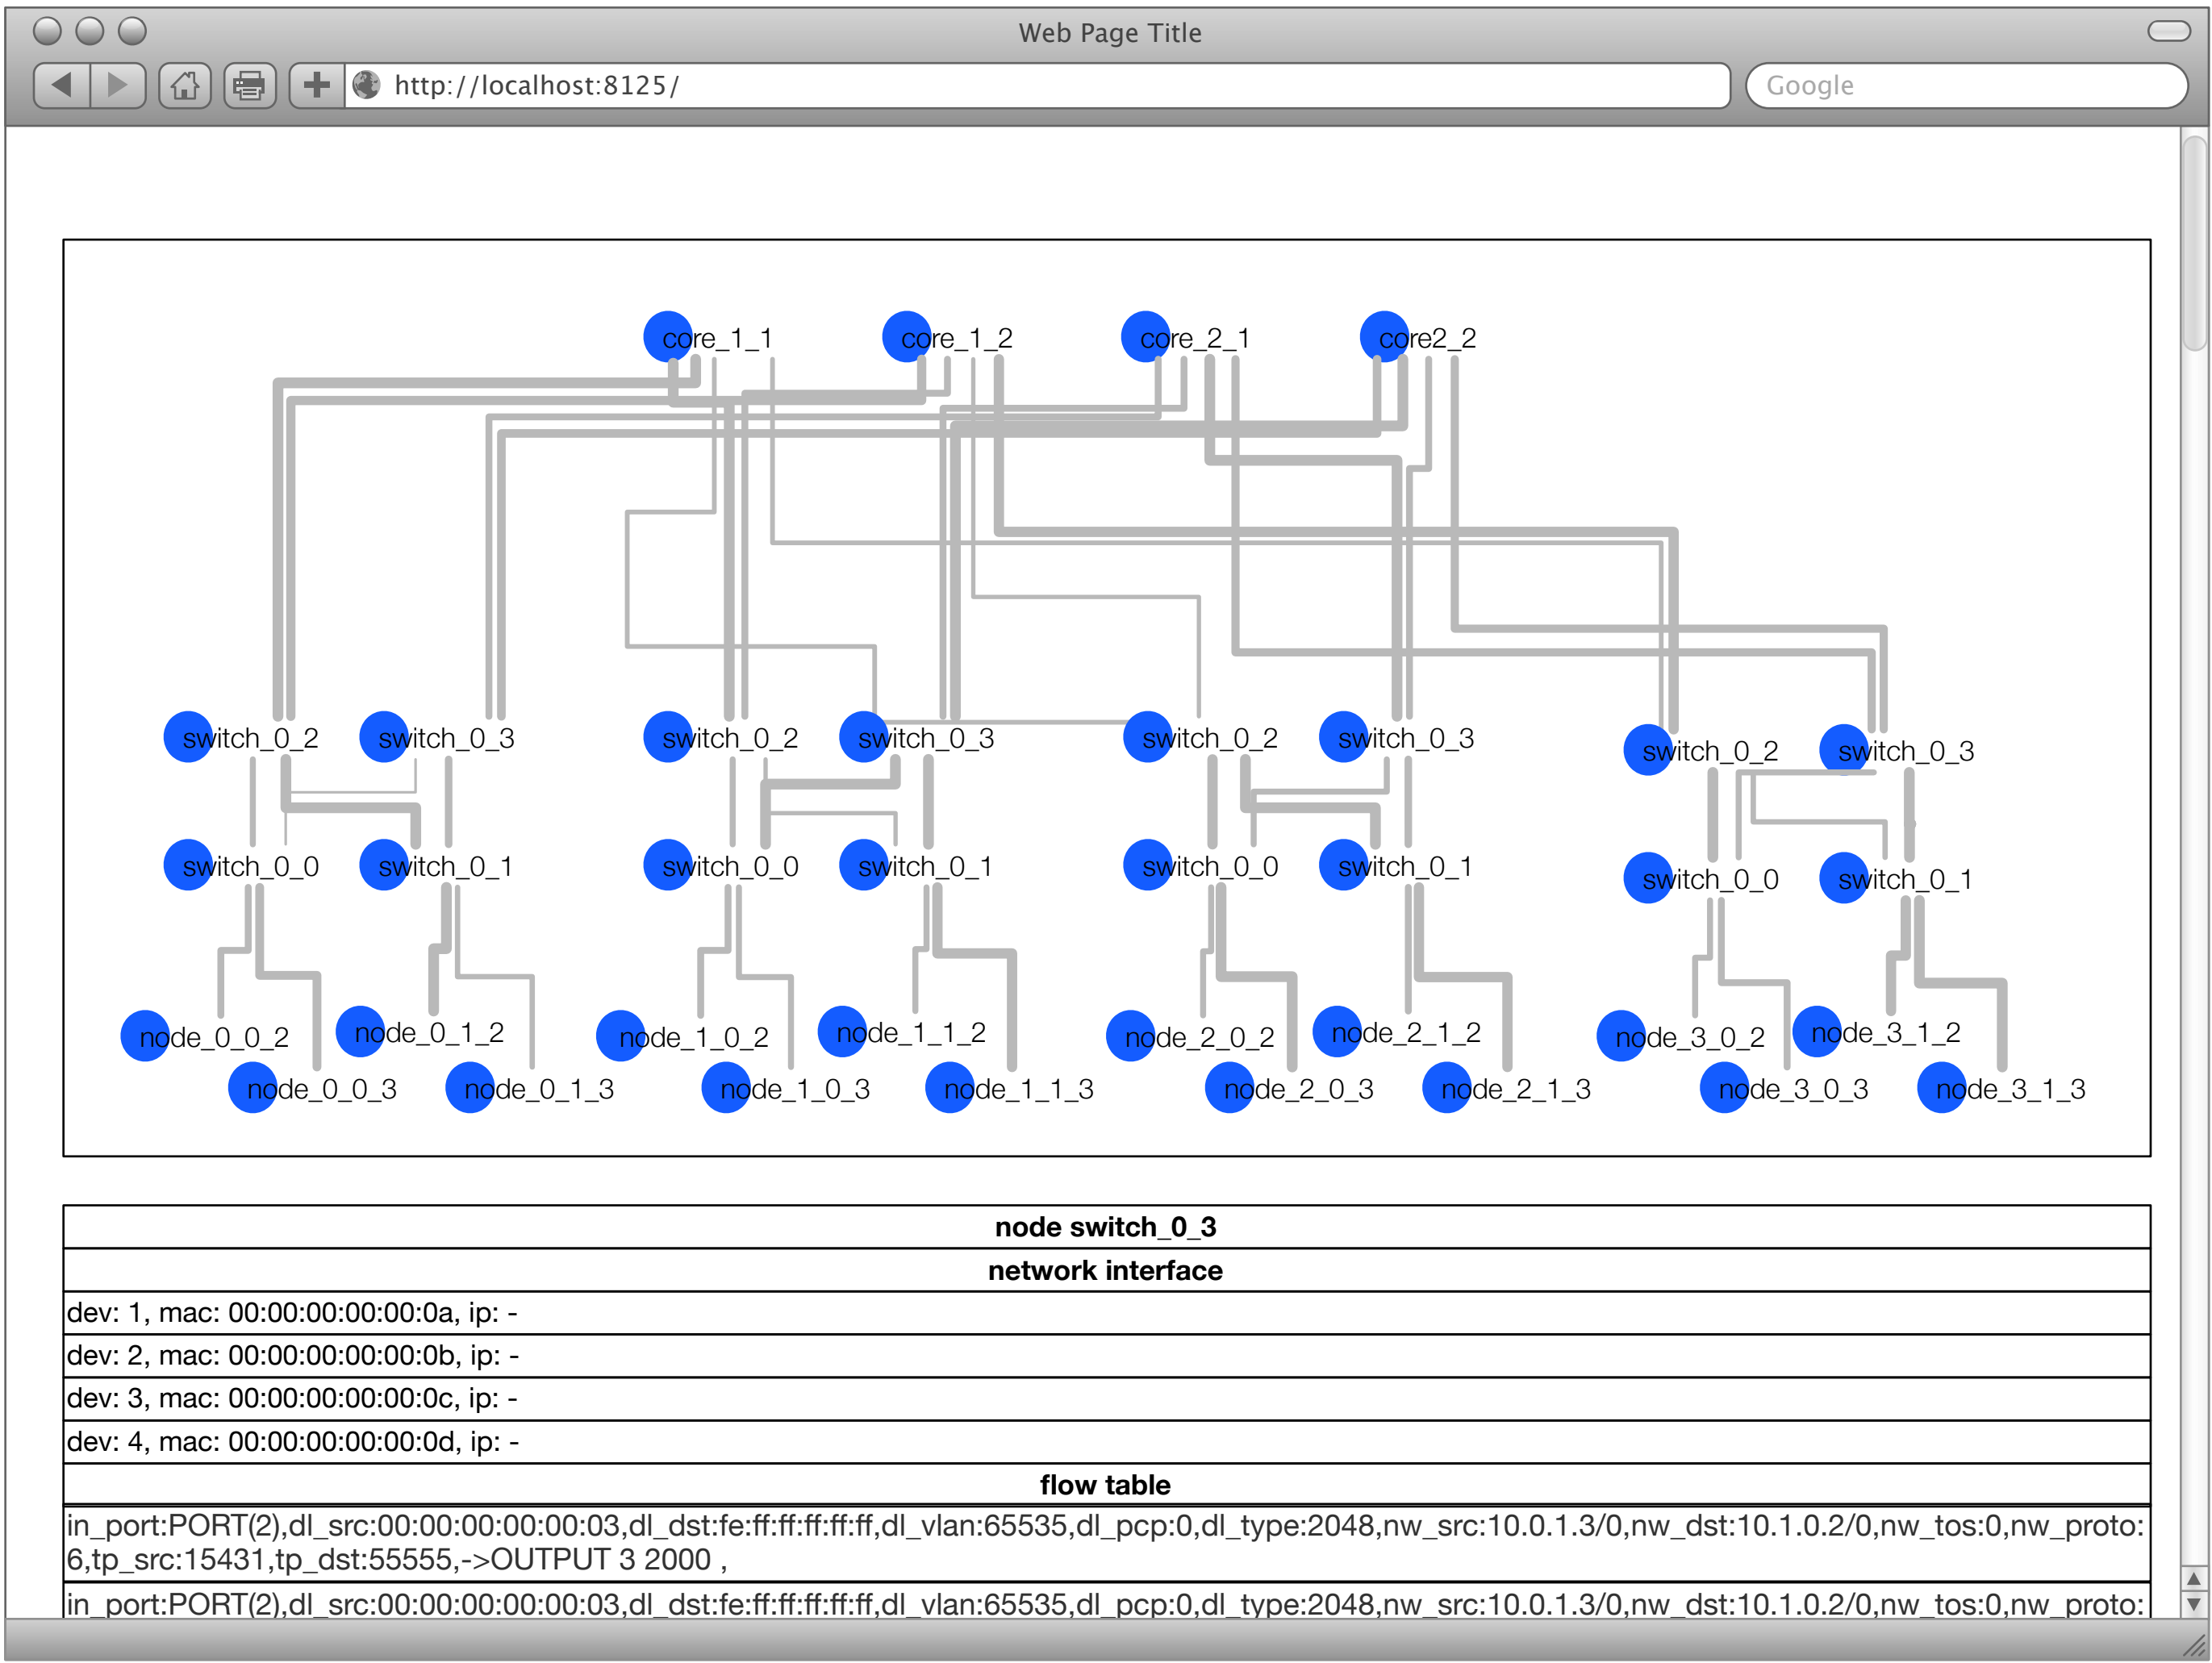 Web Page Title
http://localhost:8125/
Google
core_1_1 core_1_2 core_2_1 core2_2
switch_0_2 switch_0_3 switch_0_2 switch_0_3 switch_0_2 switch_0_3 switch_0_2 switch_0_3
switch_0_0 switch_0_1 switch_0_0 switch_0_1 switch_0_0 switch_0_1 switch_0_0 switch_0_1
node_0_0_2 node_0_1_2 node_1_0_2 node_1_1_2 node_2_0_2 node_2_1_2 node_3_0_2 node_3_1_2
node_0_0_3 node_0_1_3 node_1_0_3 node_1_1_3 node_2_0_3 node_2_1_3 node_3_0_3 node_3_1_3
node switch_0_3
network interface
dev: 1, mac: 00:00:00:00:00:0a, ip: -
dev: 2, mac: 00:00:00:00:00:0b, ip: -
dev: 3, mac: 00:00:00:00:00:0c, ip: -
dev: 4, mac: 00:00:00:00:00:0d, ip: -
flow table
in_port:PORT(2),dl_src:00:00:00:00:00:03,dl_dst:fe:ff:ff:ff:ff:ff,dl_vlan:65535,dl_pcp:0,dl_type:2048,nw_src:10.0.1.3/0,nw_dst:10.1.0.2/0,nw_tos:0,nw_proto:
6,tp_src:15431,tp_dst:55555,->OUTPUT 3 2000 ,
in_port:PORT(2),dl_src:00:00:00:00:00:03,dl_dst:fe:ff:ff:ff:ff:ff,dl_vlan:65535,dl_pcp:0,dl_type:2048,nw_src:10.0.1.3/0,nw_dst:10.1.0.2/0,nw_tos:0,nw_proto: